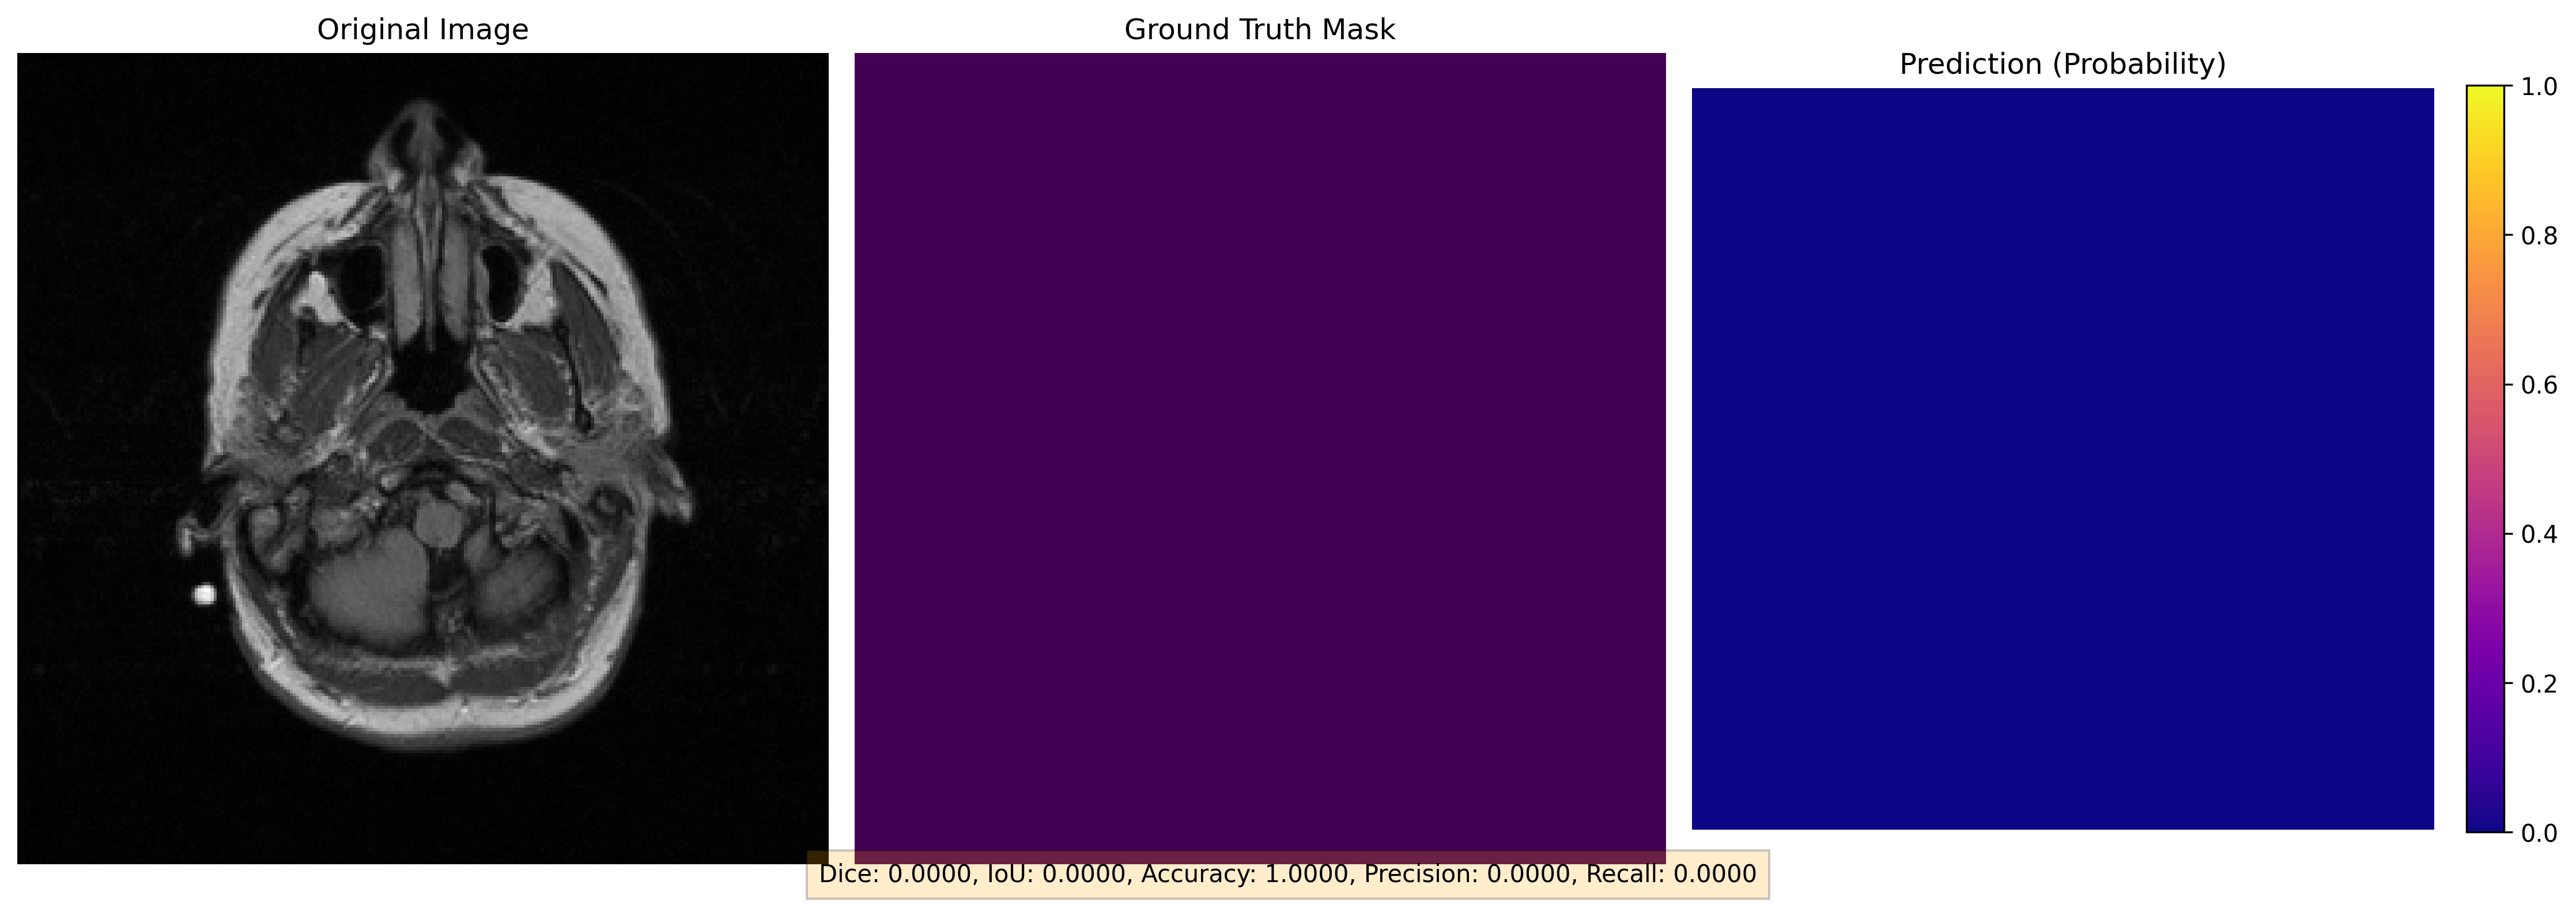 Original Image
Ground Truth Mask
Prediction (Probability)
1.0
0.8
0.6
0.4
0.2
0.0
Dice: 0.0000, IoU: 0.0000, Accuracy: 1.0000, Precision: 0.0000, Recall: 0.0000